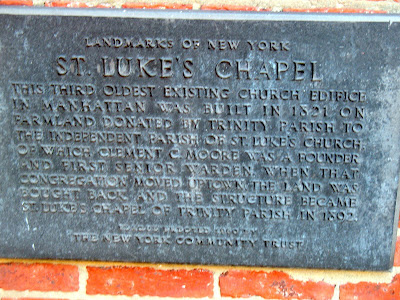 LANDMARKS OF NEW YORK
ST. LUKE'S CHAPEL
THIS THIRD OLDEST EXISTING CHURCH EDIFICE
IN MANHATTAN WAS BUILT IN 1821 ON
FARMLAND DONATED BY TRINITY PARISH TO
THE INDEPENDENT PARISH OF ST. LUKE'S CHURCH,
OF WHICH CLEMENT C. MOORE WAS A FOUNDER
AND FIRST SENIOR WARDEN. WHEN THAT
CONGREGATION MOVED UPTOWN THE LAND WAS
BOUGHT BACK AND THE STRUCTURE BECAME
ST. LUKE'S CHAPEL OF TRINITY PARISH IN 1892.
PLAQUE ERECTED BY
THE NEW YORK COMMUNITY TRUST